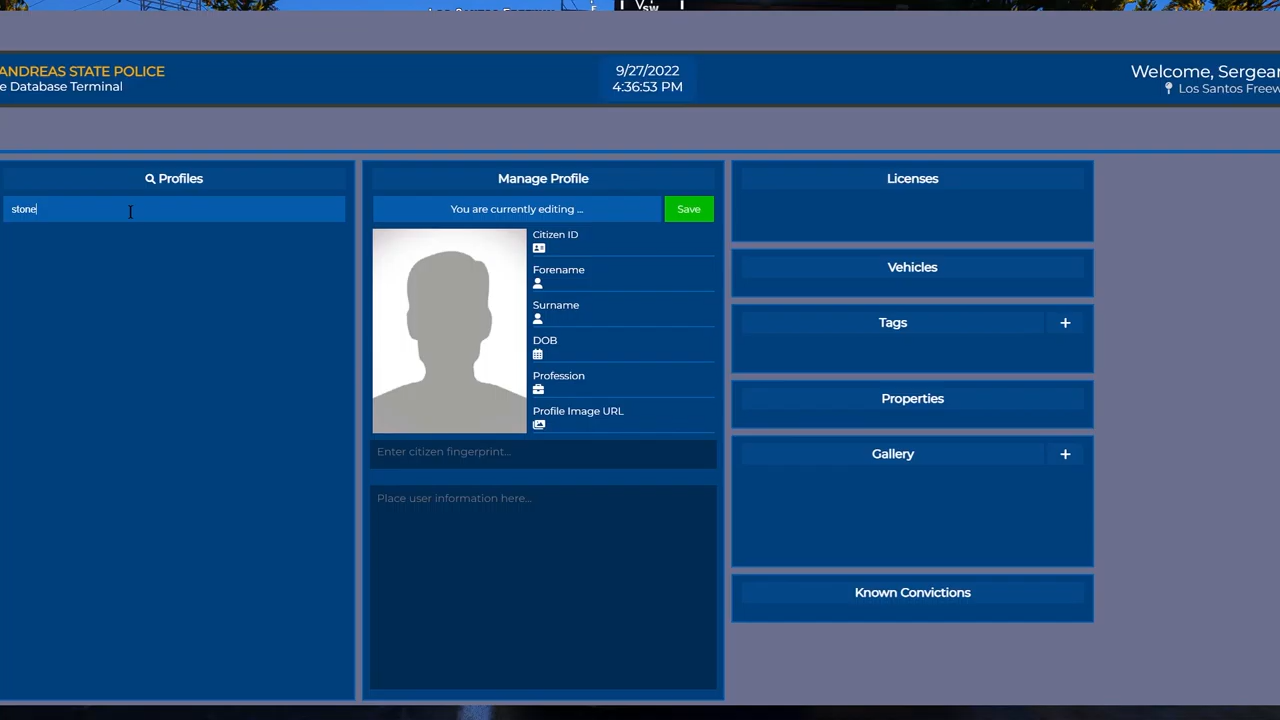 SW
ANDREAS STATE POLICE
e Database Terminal
9/27/2022
4:36:53 PM
Welcome, Sergean
Los Santos Freew
Profiles
stone
Manage Profile
You are currently editing ...
Save
Citizen ID
Forename
Surname
DOB
Profession
Profile Image URL
Enter citizen fingerprint...
Place user information here...
Licenses
Vehicles
Tags
+
Properties
Gallery
+
Known Convictions